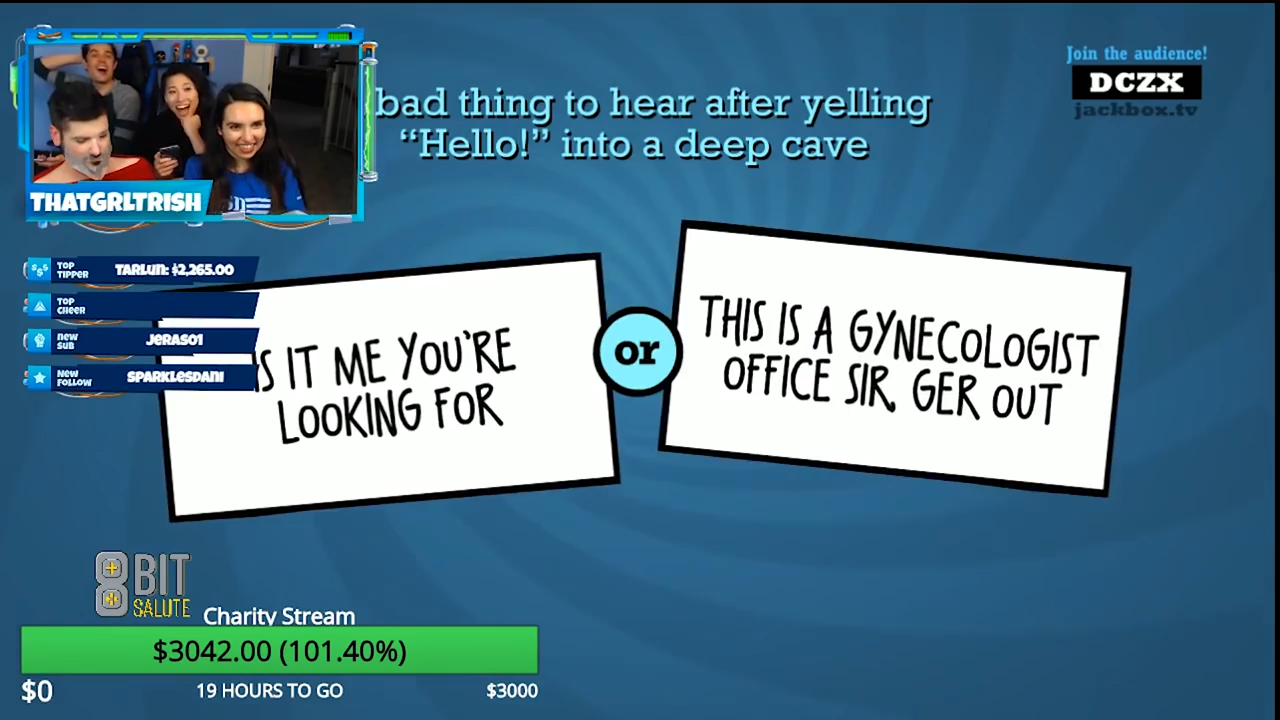 Join the audience!
DCZX
jackbox.tv
bad thing to hear after yelling
“Hello!” into a deep cave
THATGRLTRISH
TOP TIPPER
TARLUN: $2,265.00
TOP CHEER
NEW SUB
JERAS01
NEW FOLLOW
SPARKLESDANI
IS IT ME YOU'RE
LOOKING FOR
or
THIS IS A GYNECOLOGIST
OFFICE SIR. GER OUT
8 BIT
SALUTE
Charity Stream
$3042.00 (101.40%)
$0
19 HOURS TO GO
$3000